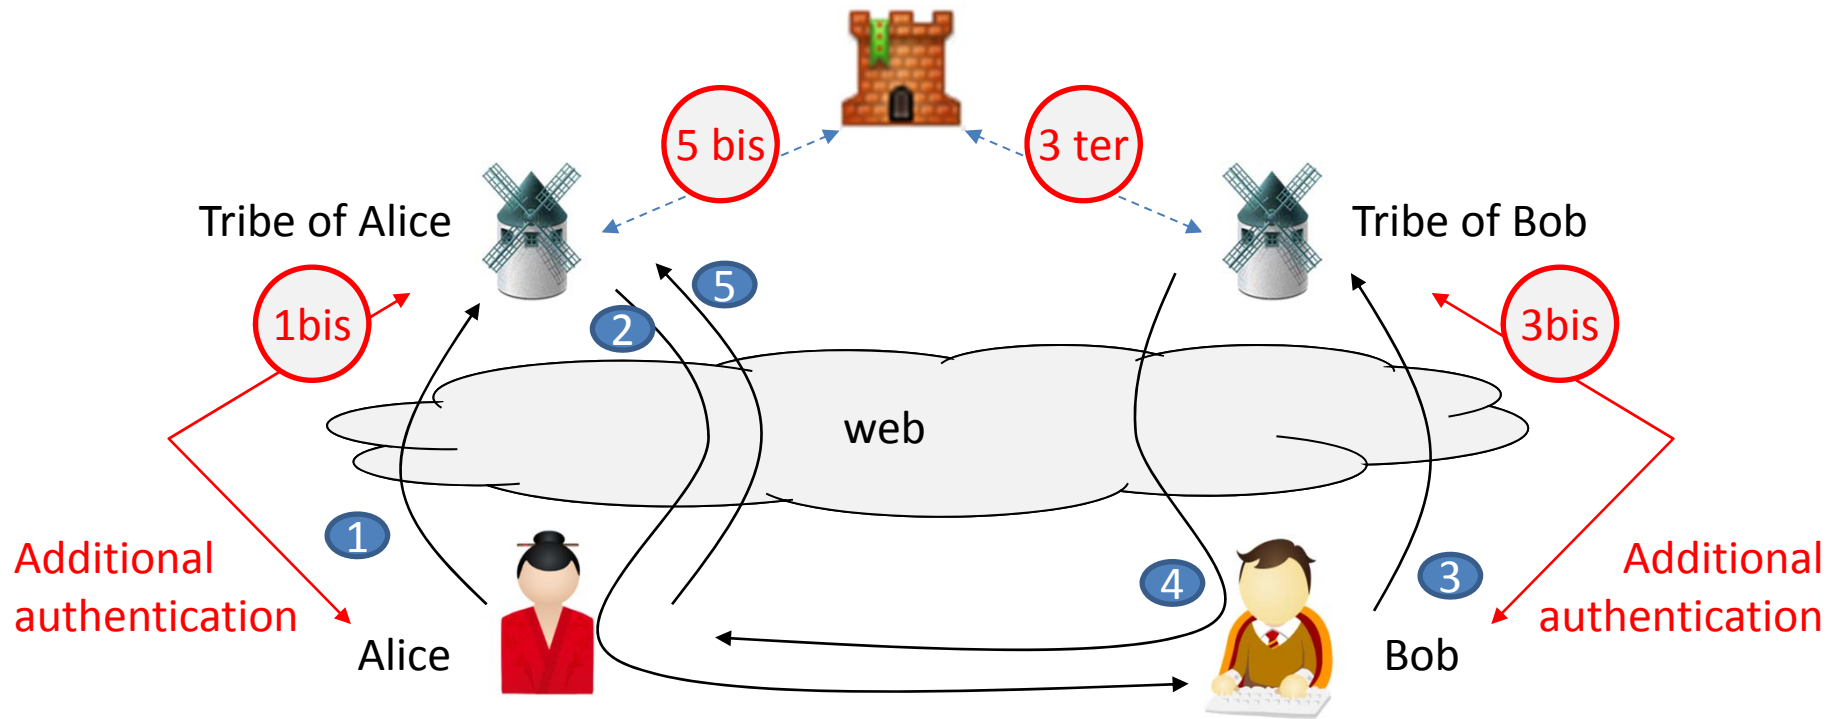 5 bis
3 ter
Tribe of Alice
Tribe of Bob
5
2
1bis
3bis
web
1
Additional
authentication
4
3
Additional
authentication
Alice
Bob